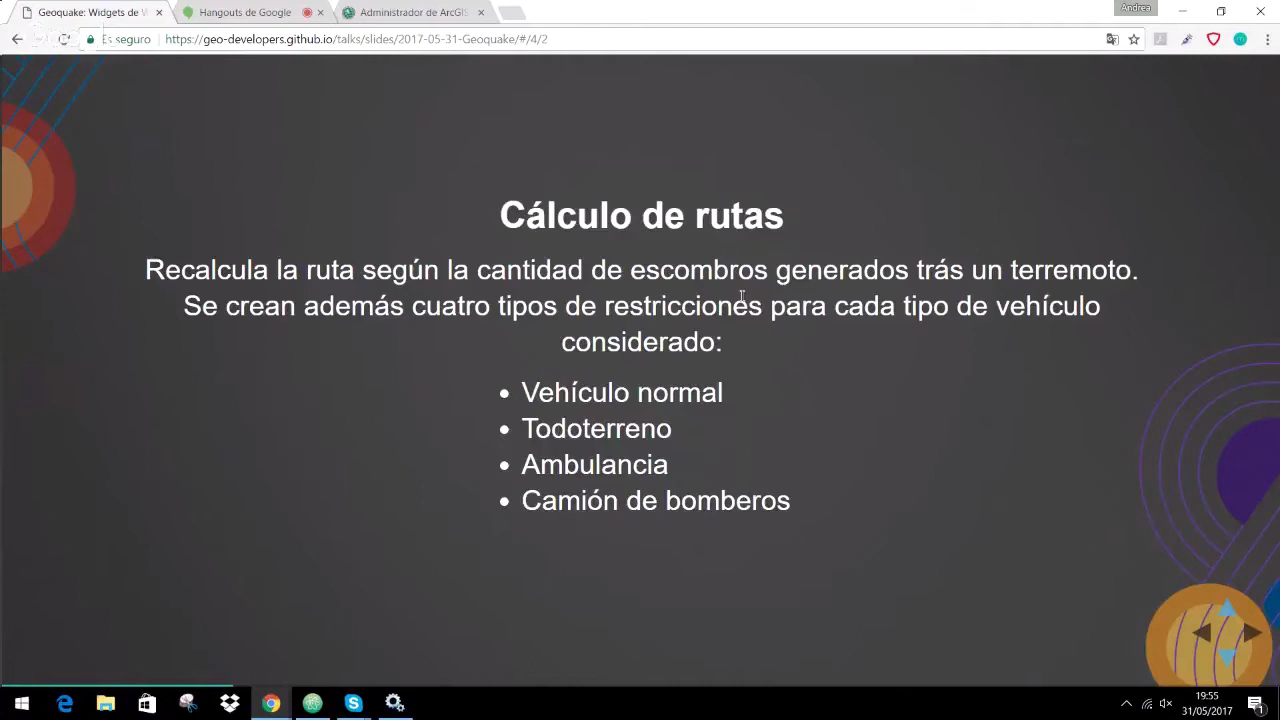 Geoquake: Widgets de W
Hangouts de Google
Administrador de ArcGIS
Andrea
Es seguro
https://geo-developers.github.io/talks/slides/2017-05-31-Geoquake/#/4/2
Cálculo de rutas
Recalcula la ruta según la cantidad de escombros generados trás un terremoto.
Se crean además cuatro tipos de restricciones para cada tipo de vehículo
considerado:
• Vehículo normal
• Todoterreno
• Ambulancia
• Camión de bomberos
19:55
31/05/2017
1